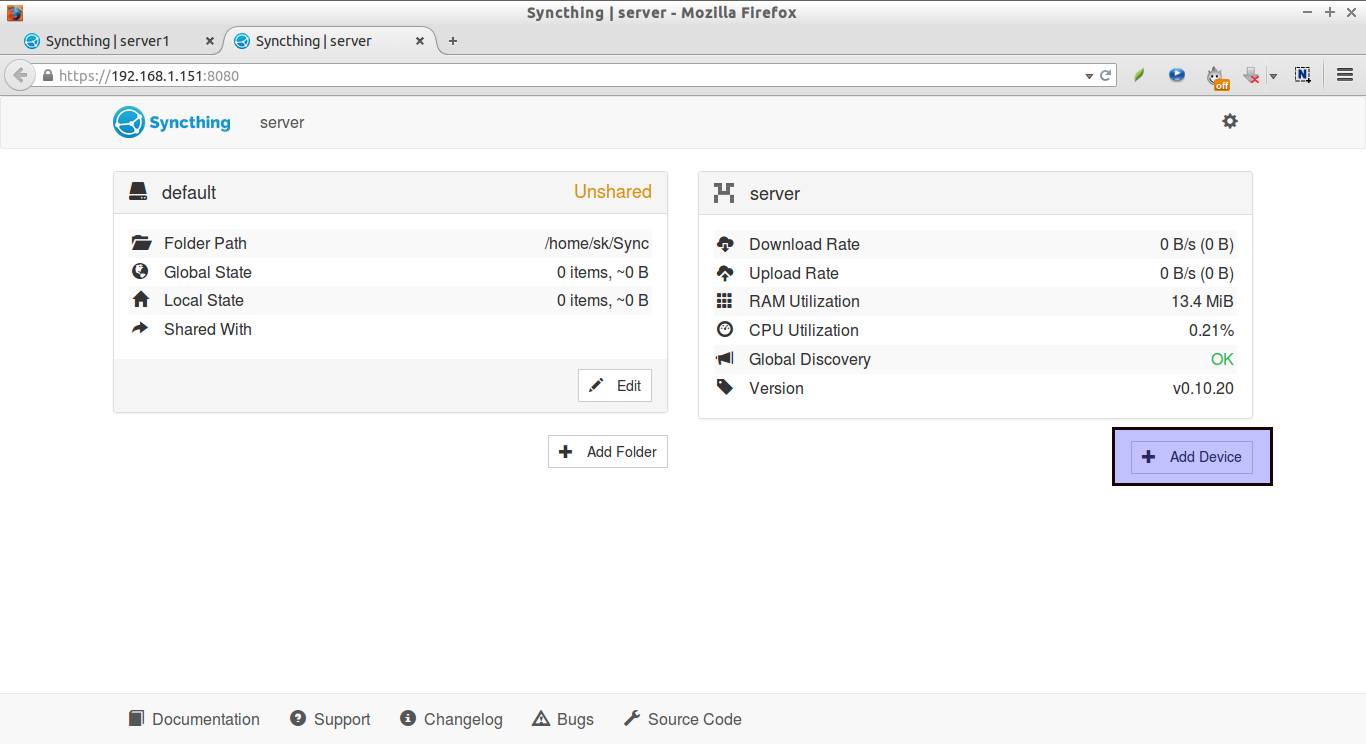 Syncthing | server - Mozilla Firefox
Syncthing | server1
Syncthing | server
https://192.168.1.151:8080
off
N
Syncthing
server
default
Unshared
Folder Path
/home/sk/Sync
Global State
0 items, ~0 B
Local State
0 items, ~0 B
Shared With
Edit
Add Folder
server
Download Rate
0 B/s (0 B)
Upload Rate
0 B/s (0 B)
RAM Utilization
13.4 MiB
CPU Utilization
0.21%
Global Discovery
OK
Version
v0.10.20
Add Device
Documentation
Support
Changelog
Bugs
Source Code